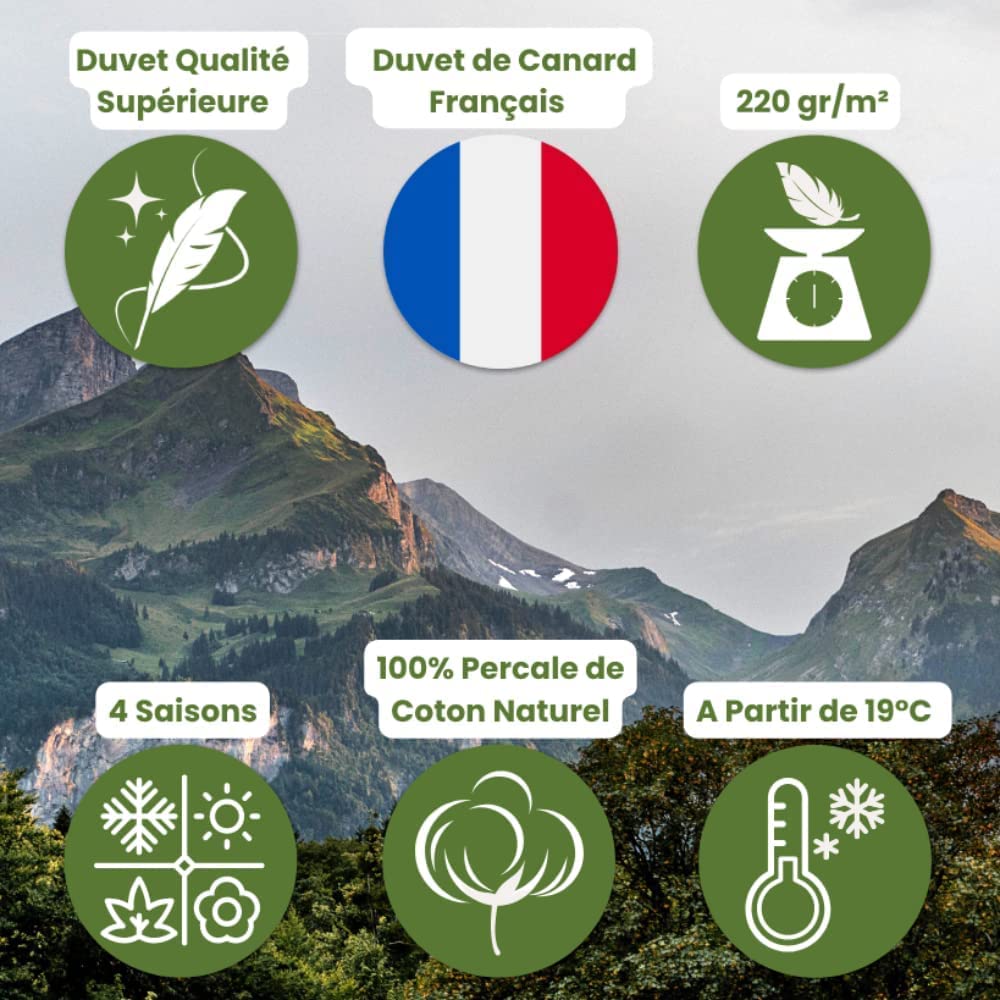 Duvet Qualité
Supérieure
Duvet de Canard
Français
220 gr/m²
4 Saisons
100% Percale de
Coton Naturel
A Partir de 19°C